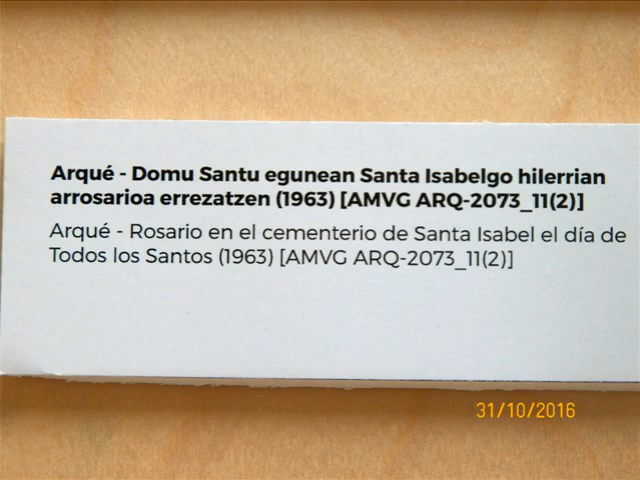 Arqué - Domu Santu egunean Santa Isabelgo hilerrian
arrosarioa errezatzen (1963) [AMVG ARQ-2073_11(2)]
Arqué - Rosario en el cementerio de Santa Isabel el día de
Todos los Santos (1963) [AMVG ARQ-2073_11(2)]
31/10/2016